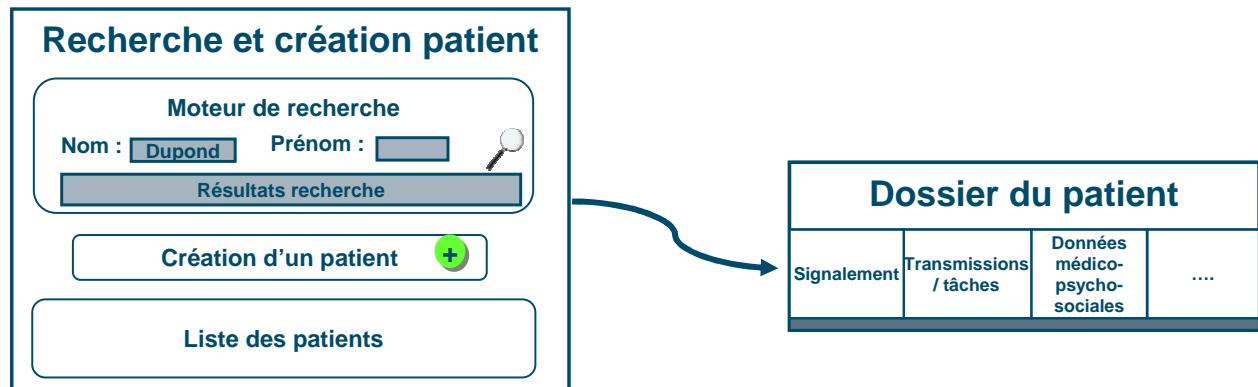 Recherche et création patient
Moteur de recherche
Nom : Dupond Prénom :
Résultats recherche
Création d'un patient +
Liste des patients
Dossier du patient
Signalement
Transmissions
/ tâches
Données
médico-
psycho-
sociales
….